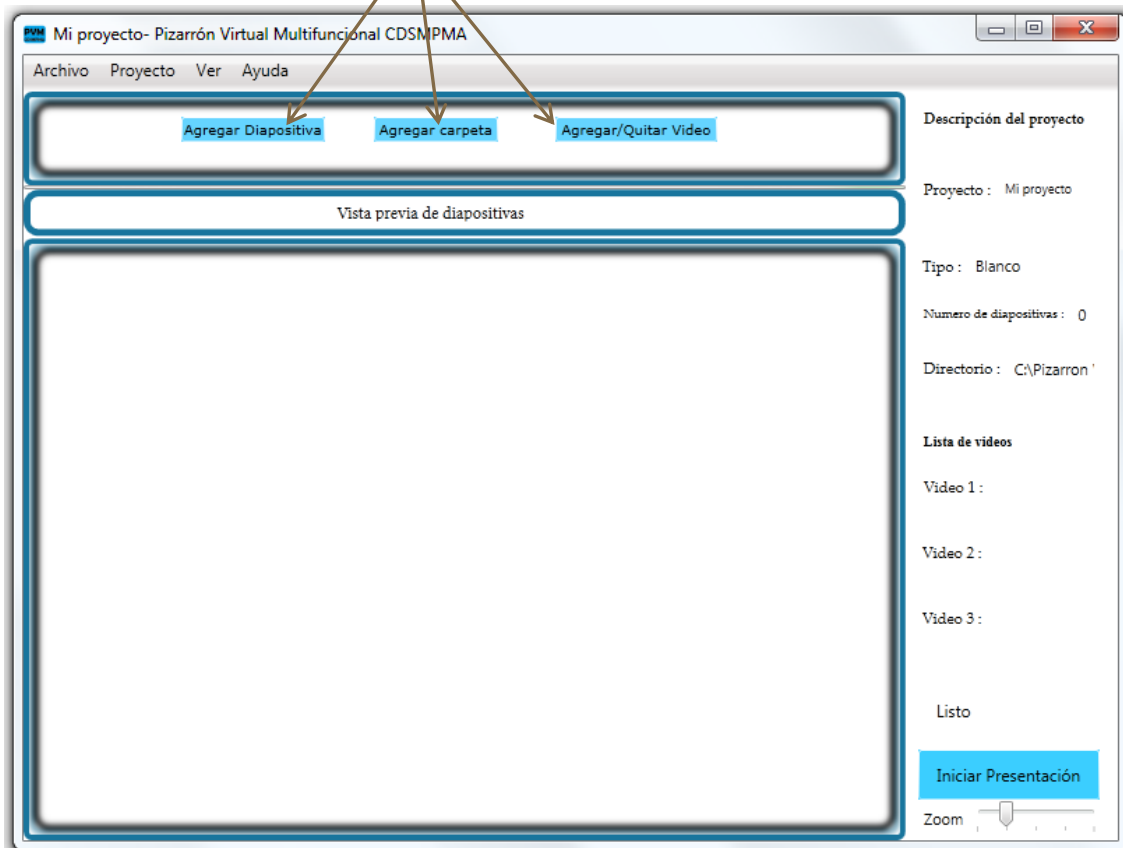 PVM
Mi proyecto- Pizarrón Virtual Multifuncional CDSMPMA
Archivo Proyecto Ver Ayuda
Agregar Diapositiva Agregar carpeta Agregar/Quitar Video
Vista previa de diapositivas
Descripción del proyecto
Proyecto : Mi proyecto
Tipo : Blanco
Numero de diapositivas : 0
Directorio : C:\Pizarron
Lista de videos
Video 1 :
Video 2 :
Video 3 :
Listo
Iniciar Presentación
Zoom